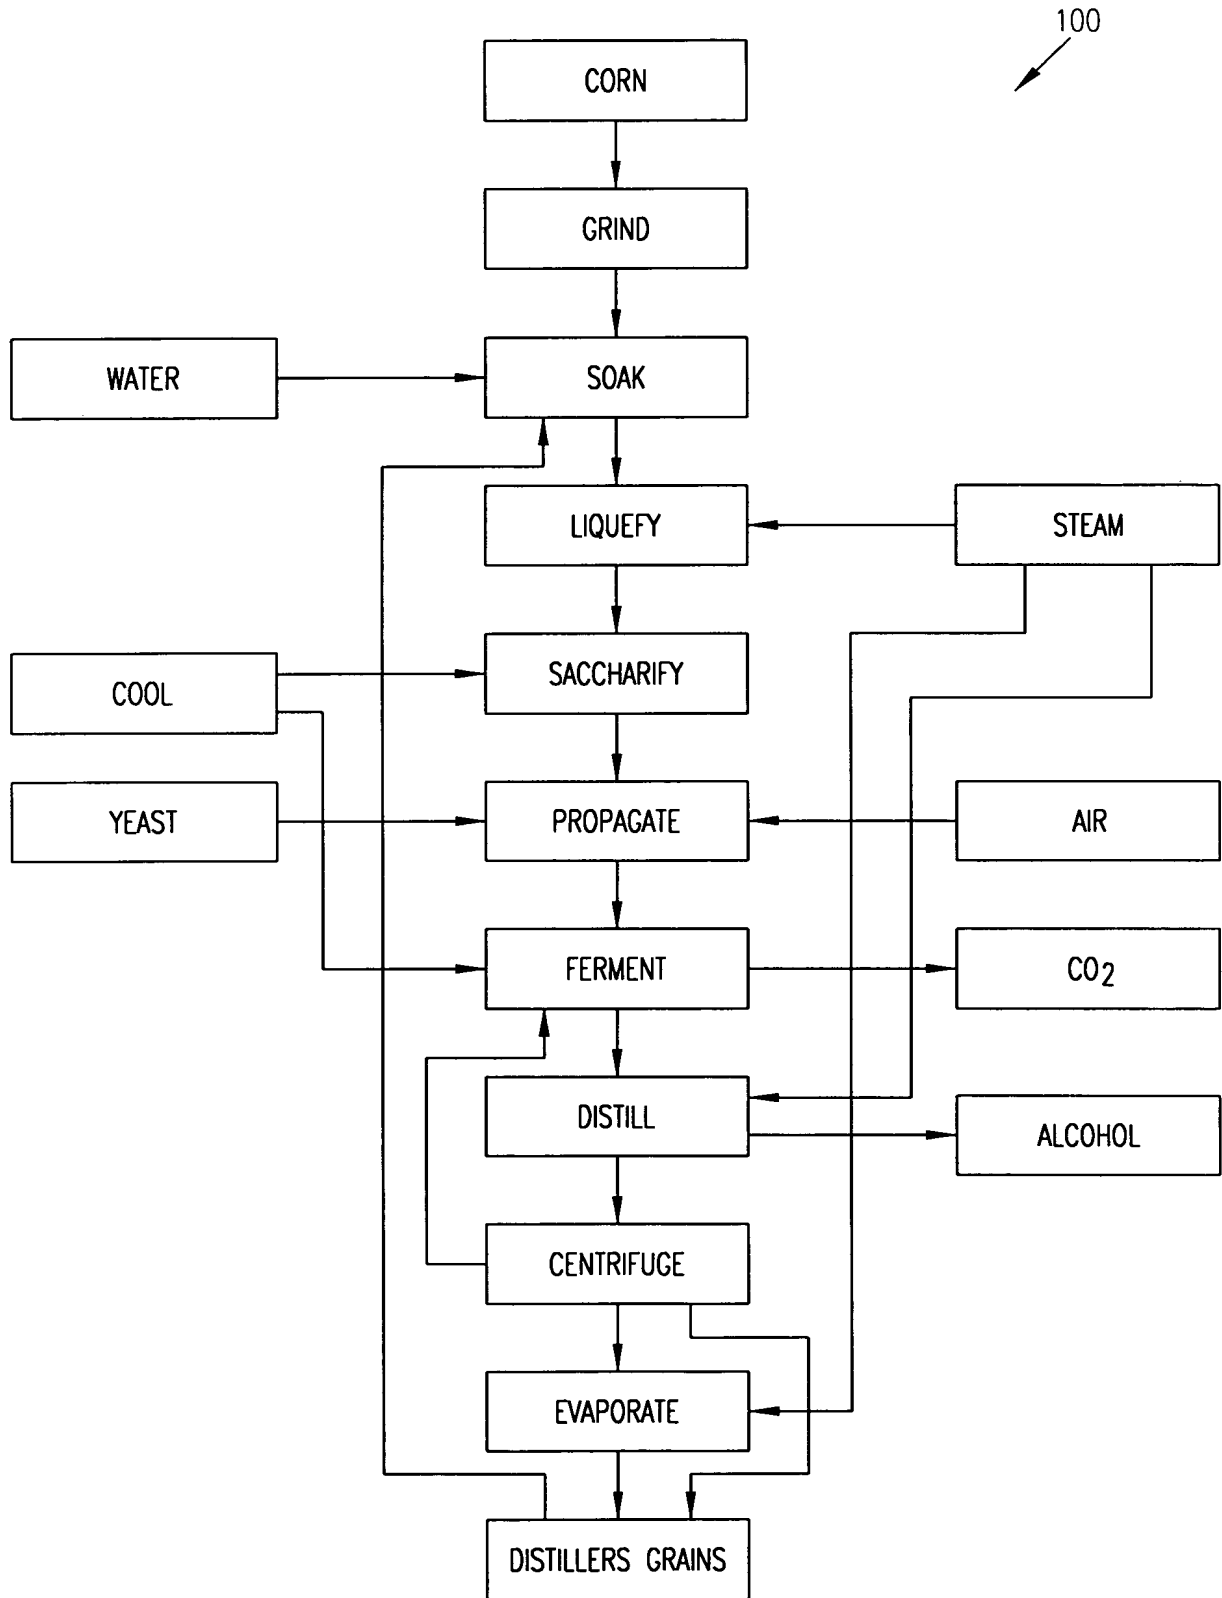 100
CORN
GRIND
WATER
SOAK
LIQUEFY
STEAM
COOL
SACCHARIFY
YEAST
PROPAGATE
AIR
FERMENT
CO2
DISTILL
ALCOHOL
CENTRIFUGE
EVAPORATE
DISTILLERS GRAINS